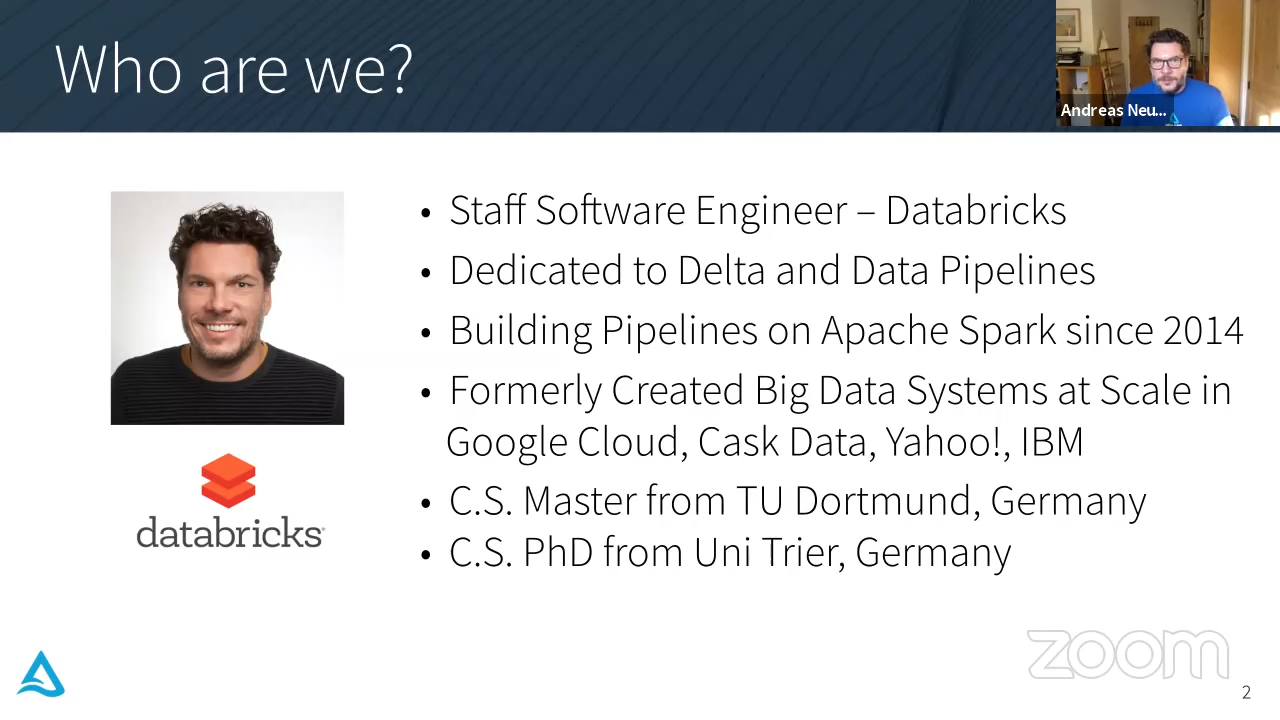 Who are we?
Andreas Neu...
• Staff Software Engineer – Databricks
• Dedicated to Delta and Data Pipelines
• Building Pipelines on Apache Spark since 2014
• Formerly Created Big Data Systems at Scale in
Google Cloud, Cask Data, Yahoo!, IBM
• C.S. Master from TU Dortmund, Germany
• C.S. PhD from Uni Trier, Germany
databricks
zoom
2